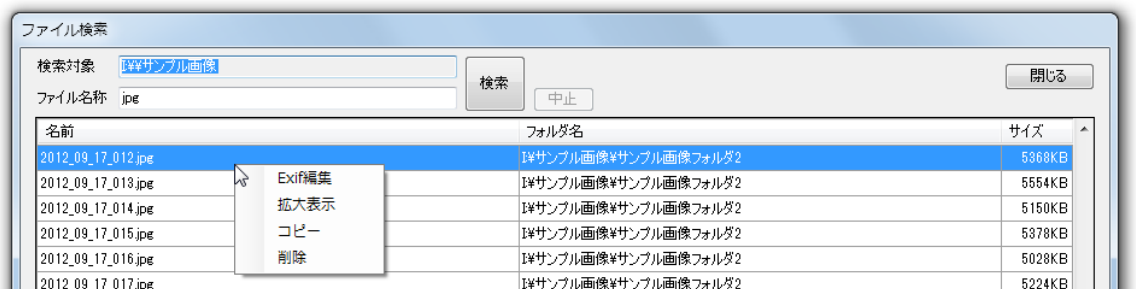 ファイル検索
検索対象 I¥¥サンプル画像 検索 閉じる
ファイル名称 jpg 中止
名前 フォルダ名 サイズ
2012_09_17_012.jpg I¥サンプル画像¥サンプル画像フォルダ2 5368KB
2012_09_17_013.jpg I¥サンプル画像¥サンプル画像フォルダ2 5554KB
2012_09_17_014.jpg I¥サンプル画像¥サンプル画像フォルダ2 5150KB
2012_09_17_015.jpg I¥サンプル画像¥サンプル画像フォルダ2 5378KB
2012_09_17_016.jpg I¥サンプル画像¥サンプル画像フォルダ2 5028KB
2012_09_17_017.jpg I¥サンプル画像¥サンプル画像フォルダ2 5224KB
Exif編集
拡大表示
コピー
削除